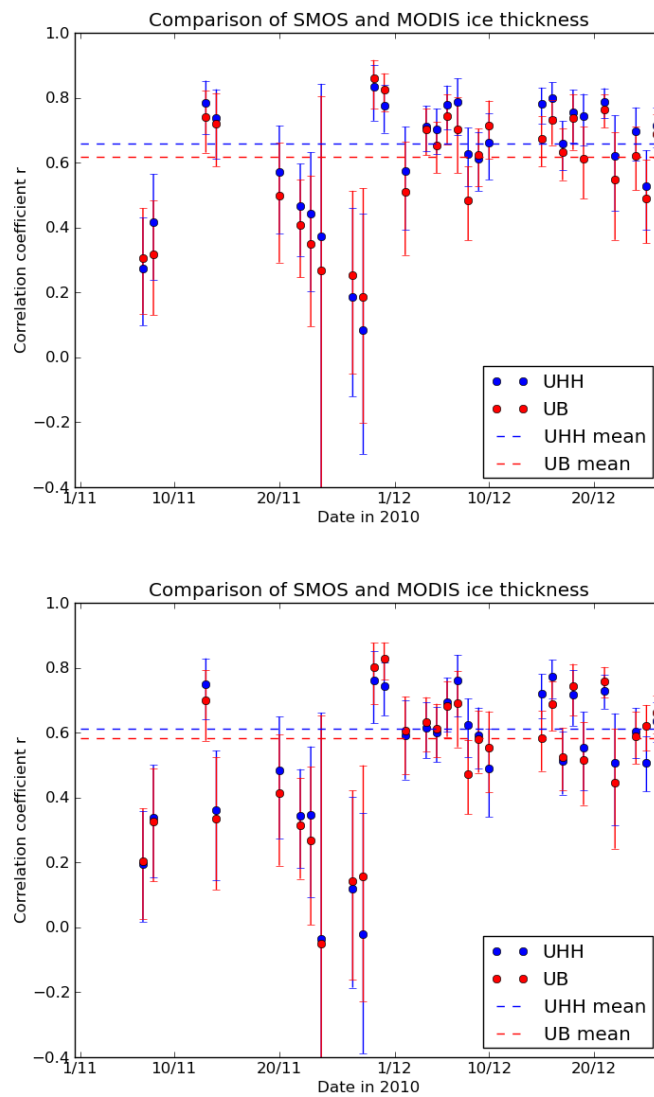 Comparison of SMOS and MODIS ice thickness
1.0
0.8
0.6
0.4
0.2
0.0
−0.2
−0.4
Correlation coefficient r
UHH
UB
UHH mean
UB mean
1/11 10/11 20/11 1/12 10/12 20/12
Date in 2010
Comparison of SMOS and MODIS ice thickness
1.0
0.8
0.6
0.4
0.2
0.0
−0.2
−0.4
Correlation coefficient r
UHH
UB
UHH mean
UB mean
1/11 10/11 20/11 1/12 10/12 20/12
Date in 2010